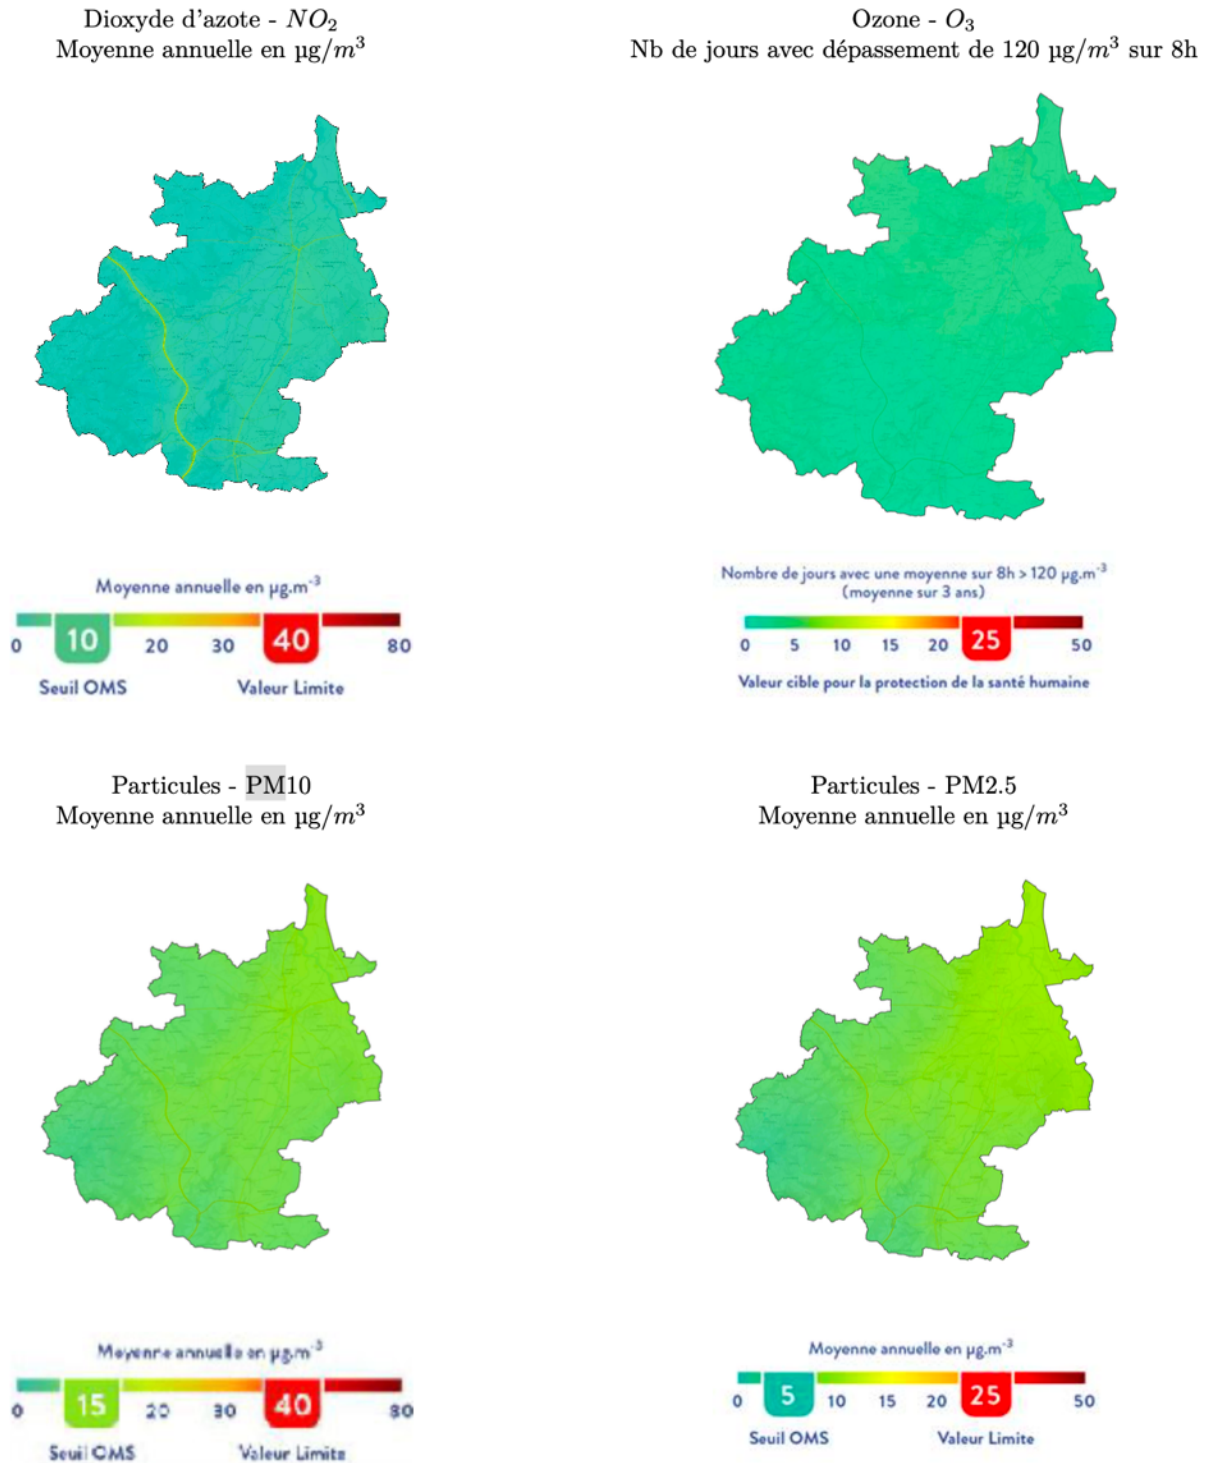 Dioxyde d'azote - NO₂
Moyenne annuelle en µg/m³
Moyenne annuelle en µg.m⁻³
0 10 20 30 40 80
Seuil OMS Valeur Limite
Ozone - O₃
Nb de jours avec dépassement de 120 µg/m³ sur 8h
Nombre de jours avec une moyenne sur 8h > 120 µg.m⁻³
(moyenne sur 3 ans)
0 5 10 15 20 25 50
Valeur cible pour la protection de la santé humaine
Particules - PM10
Moyenne annuelle en µg/m³
Moyenne annuelle en µg.m⁻³
0 15 20 30 40 80
Seuil OMS Valeur Limite
Particules - PM2.5
Moyenne annuelle en µg/m³
Moyenne annuelle en µg.m⁻³
0 5 10 15 20 25 50
Seuil OMS Valeur Limite